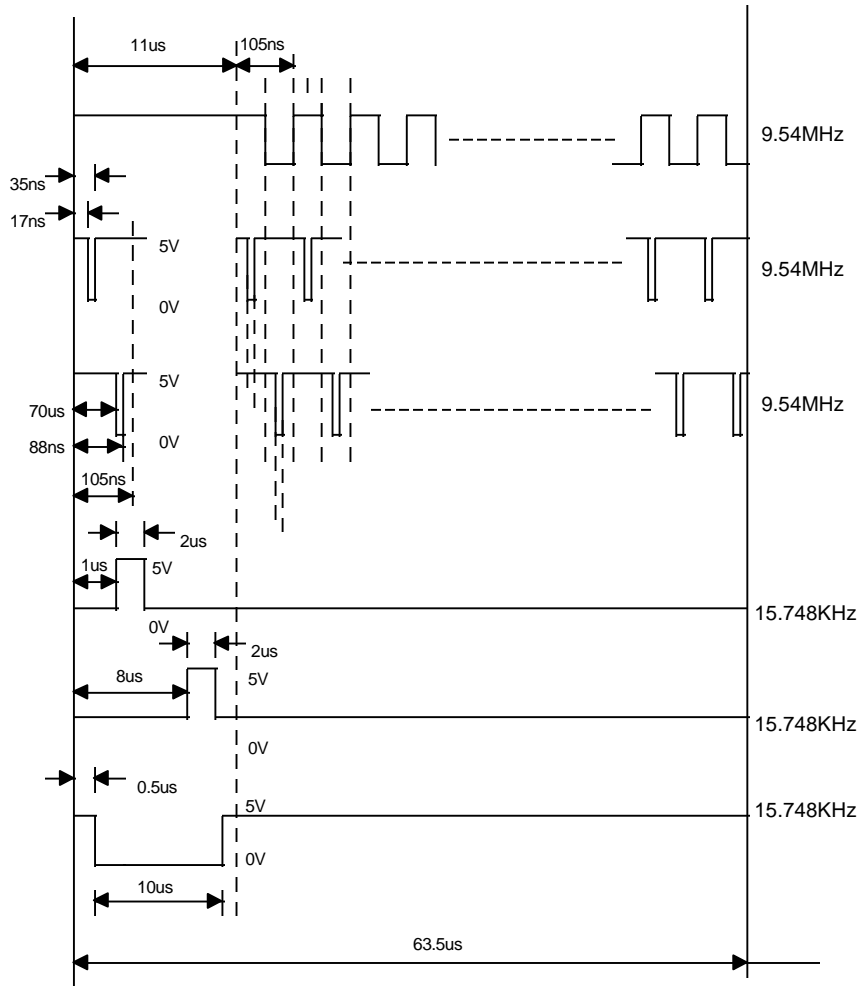 11us
105ns
9.54MHz
35ns
17ns
5V
9.54MHz
0V
5V
9.54MHz
70us
0V
88ns
105ns
2us
1us
5V
15.748KHz
0V
2us
8us
5V
15.748KHz
0V
0.5us
5V
15.748KHz
0V
10us
63.5us